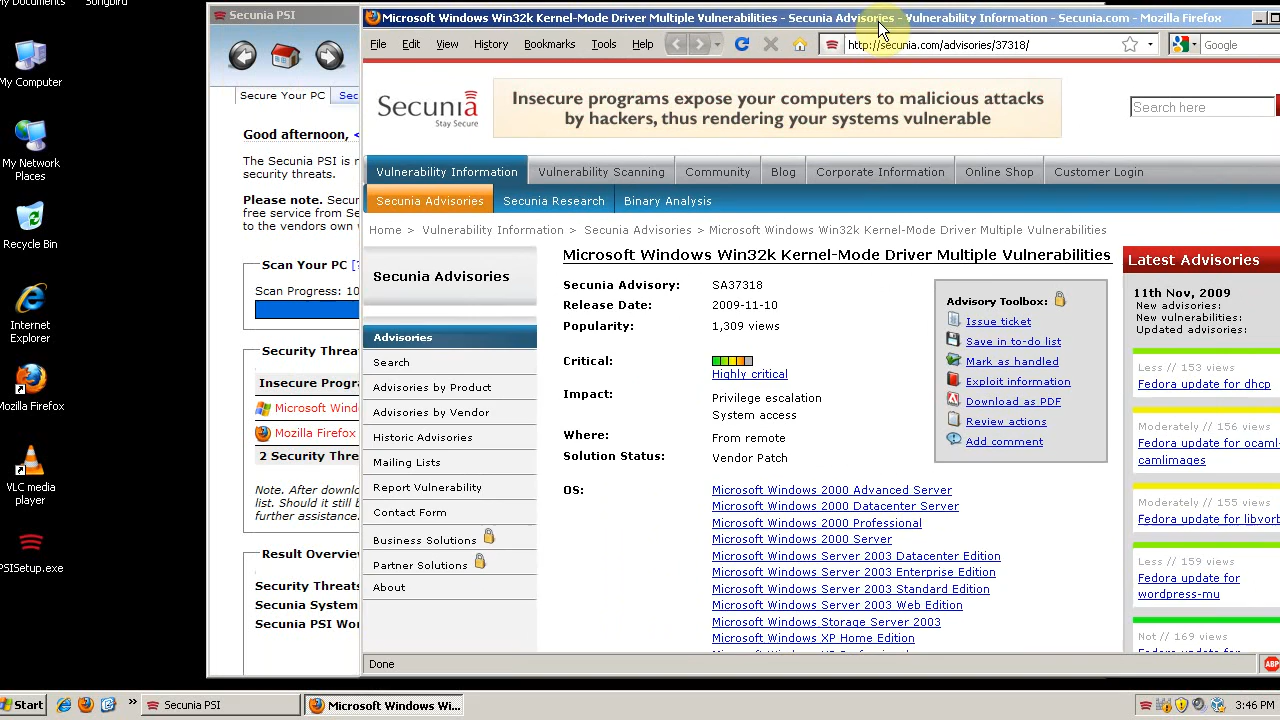 My Documents
Songbird
My Computer
My Network
Places
Recycle Bin
Internet
Explorer
Mozilla Firefox
VLC media
player
PSISetup.exe
Secunia PSI
Secure Your PC
Good afternoon,
The Secunia PSI is
security threats.
Please note.
free service from
to the vendors own
Scan Your PC [
Scan Progress: 10
Security Threa
Insecure Progra
Microsoft Wind
Mozilla Firefox
2 Security Thre
Note. After downlo
list. Should it still b
further assistance.
Result Overview
Security Threats
Secunia System
Secunia PSI Wor
Microsoft Windows Win32k Kernel-Mode Driver Multiple Vulnerabilities - Secunia Advisories - Vulnerability Information - Secunia.com - Mozilla Firefox
File Edit View History Bookmarks Tools Help
http://secunia.com/advisories/37318/
Google
Secunia
Stay Secure
Insecure programs expose your computers to malicious attacks
by hackers, thus rendering your systems vulnerable
Search here
Vulnerability Information Vulnerability Scanning Community Blog Corporate Information Online Shop Customer Login
Secunia Advisories Secunia Research Binary Analysis
Home > Vulnerability Information > Secunia Advisories > Microsoft Windows Win32k Kernel-Mode Driver Multiple Vulnerabilities
Secunia Advisories
Advisories
Search
Advisories by Product
Advisories by Vendor
Historic Advisories
Mailing Lists
Report Vulnerability
Contact Form
Business Solutions
Partner Solutions
About
Microsoft Windows Win32k Kernel-Mode Driver Multiple Vulnerabilities
Secunia Advisory: SA37318
Release Date: 2009-11-10
Popularity: 1,309 views
Critical:
Highly critical
Impact: Privilege escalation
System access
Where: From remote
Solution Status: Vendor Patch
OS: Microsoft Windows 2000 Advanced Server
Microsoft Windows 2000 Datacenter Server
Microsoft Windows 2000 Professional
Microsoft Windows 2000 Server
Microsoft Windows Server 2003 Datacenter Edition
Microsoft Windows Server 2003 Enterprise Edition
Microsoft Windows Server 2003 Standard Edition
Microsoft Windows Server 2003 Web Edition
Microsoft Windows Storage Server 2003
Microsoft Windows XP Home Edition
Advisory Toolbox:
Issue ticket
Save in to-do list
Mark as handled
Exploit information
Download as PDF
Review actions
Add comment
Latest Advisories
11th Nov, 2009
New advisories:
New vulnerabilities:
Updated advisories:
Less // 153 views
Fedora update for dhcp
Moderately // 156 views
Fedora update for ocaml-
camlimages
Moderately // 155 views
Fedora update for libvorb
Less // 159 views
Fedora update for
wordpress-mu
Not // 169 views
Done
ABP
Start
Secunia PSI
Microsoft Windows Wi...
3:46 PM